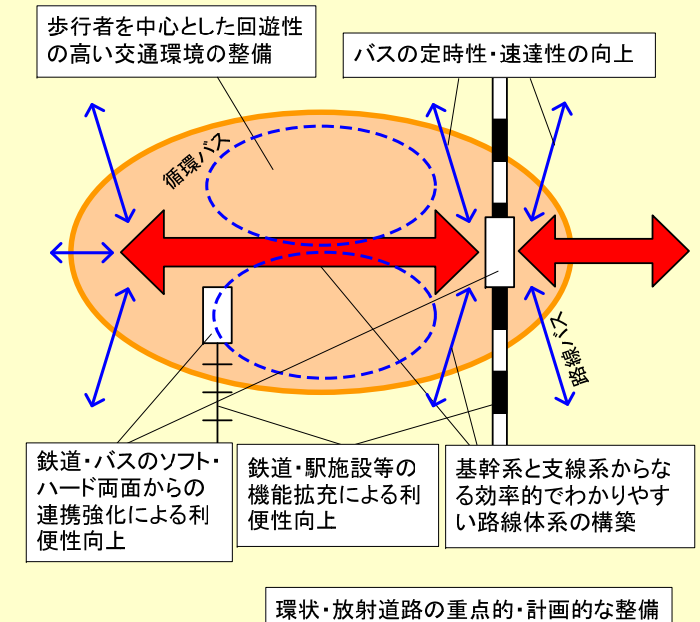 歩行者を中心とした回遊性
の高い交通環境の整備
バスの定時性・速達性の向上
循環バス
路線バス
鉄道・バスのソフト・
ハード両面からの
連携強化による利
便性向上
鉄道・駅施設等の
機能拡充による利
便性向上
基幹系と支線系からな
る効率的でわかりやす
い路線体系の構築
環状・放射道路の重点的・計画的な整備